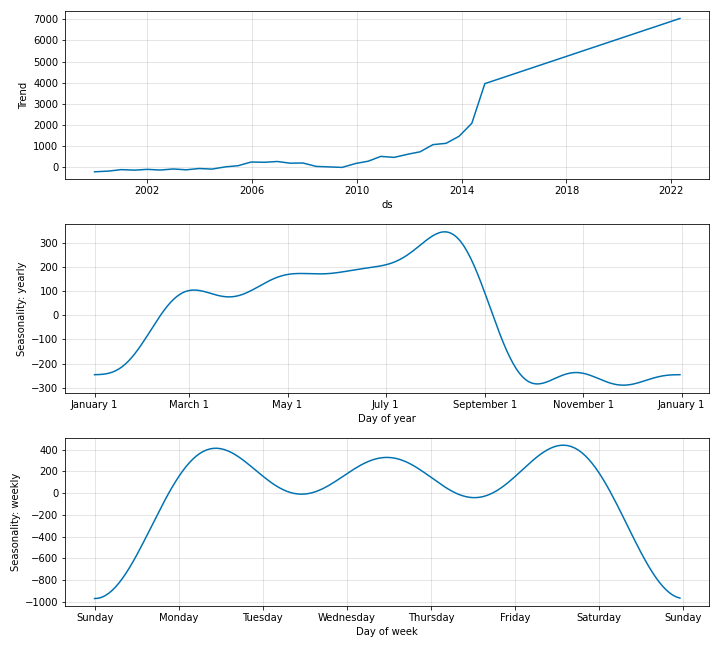 7000
6000
5000
4000
3000
2000
1000
0
Trend
2002 2006 2010 2014 2018 2022
ds
300
200
100
0
−100
−200
−300
Seasonality: yearly
January 1 March 1 May 1 July 1 September 1 November 1 January 1
Day of year
400
200
0
−200
−400
−600
−800
−1000
Seasonality: weekly
Sunday Monday Tuesday Wednesday Thursday Friday Saturday Sunday
Day of week